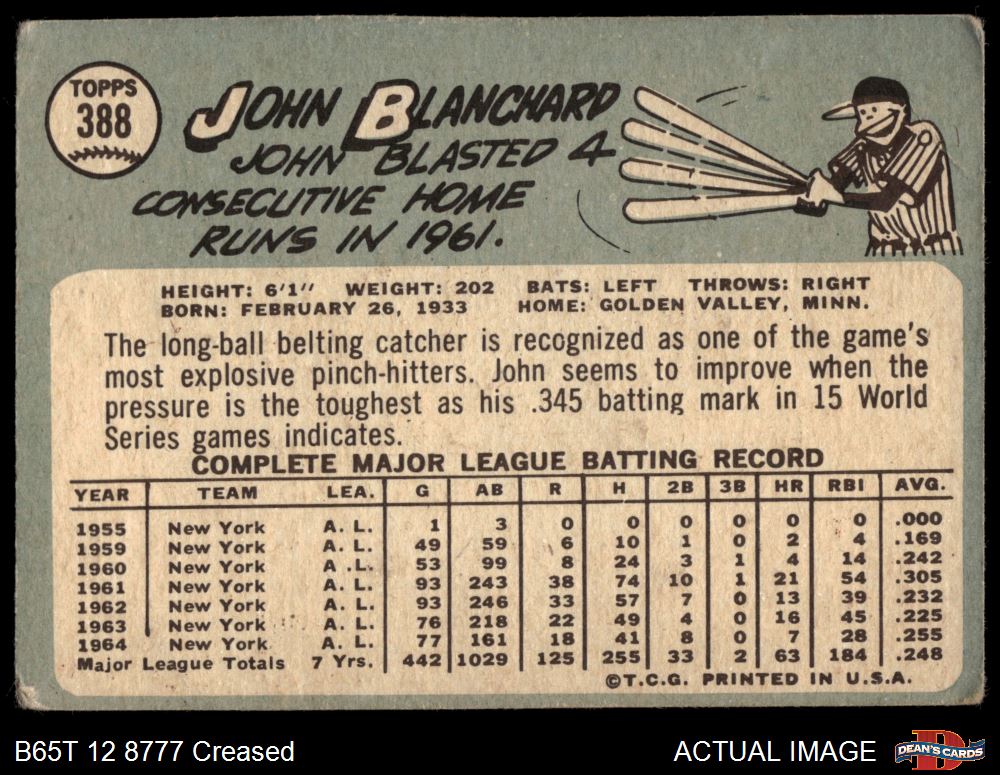 TOPPS
388
JOHN BLANCHARD
JOHN BLASTED 4
CONSECUTIVE HOME
RUNS IN 1961.
HEIGHT: 6'1" WEIGHT: 202 BATS: LEFT THROWS: RIGHT
BORN: FEBRUARY 26, 1933 HOME: GOLDEN VALLEY, MINN.
The long-ball belting catcher is recognized as one of the game's
most explosive pinch-hitters. John seems to improve when the
pressure is the toughest as his .345 batting mark in 15 World
Series games indicates.
COMPLETE MAJOR LEAGUE BATTING RECORD
YEAR TEAM LEA. G AB R H 2B 3B HR RBI AVG.
1955 New York A. L. 1 3 0 0 0 0 0 0 .000
1959 New York A. L. 49 59 6 10 1 0 2 4 .169
1960 New York A .L. 53 99 8 24 3 1 4 14 .242
1961 New York A. L. 93 243 38 74 10 1 21 54 .305
1962 New York A. L. 93 246 33 57 7 0 13 39 .232
1963 New York A. L. 76 218 22 49 4 0 16 45 .225
1964 New York A. L. 77 161 18 41 8 0 7 28 .255
Major League Totals 7 Yrs. 442 1029 125 255 33 2 63 184 .248
©T.C.G. PRINTED IN U.S.A.
B65T 12 8777 Creased
ACTUAL IMAGE
DEAN'S CARDS